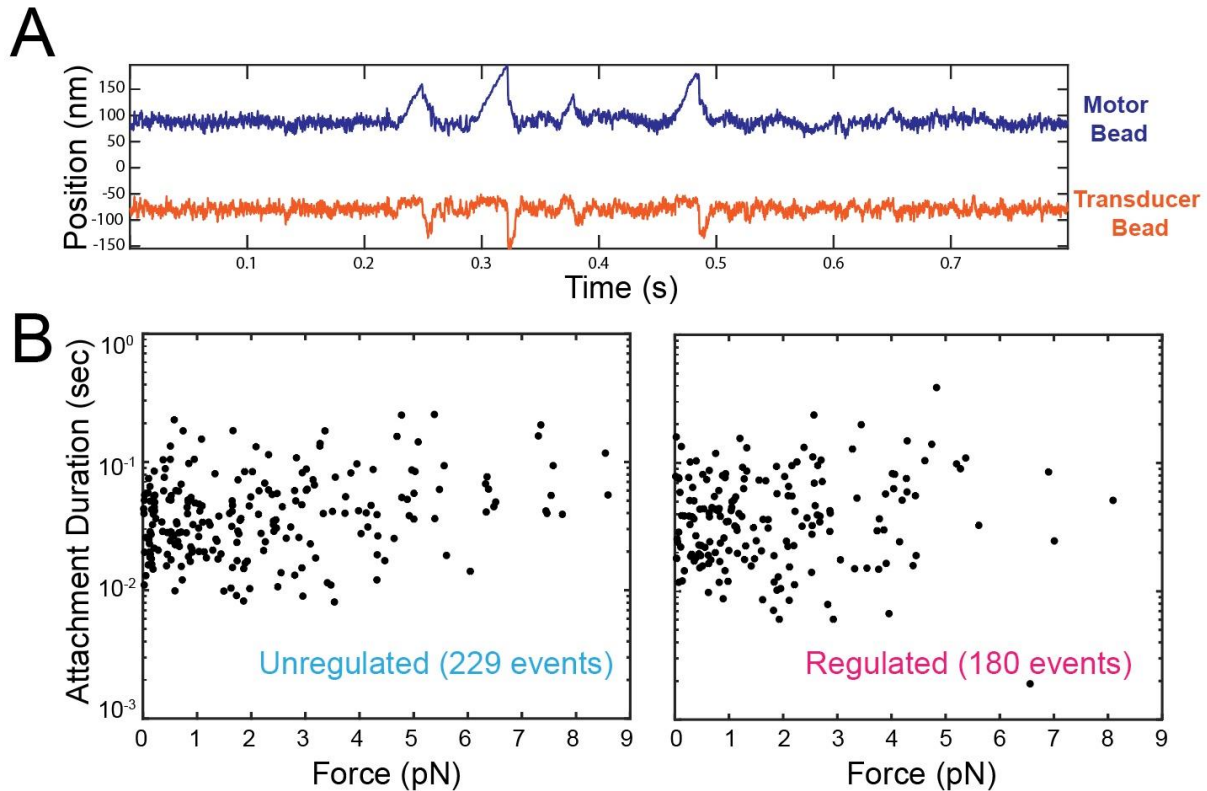 A
Position (nm)
150
100
50
0
-50
-100
-150
Motor
Bead
Transducer
Bead
0.1 0.2 0.3 0.4 0.5 0.6 0.7
Time (s)
B
Attachment Duration (sec)
10^0
10^-1
10^-2
10^-3
Unregulated (229 events)
0 1 2 3 4 5 6 7 8 9
Force (pN)
Regulated (180 events)
0 1 2 3 4 5 6 7 8 9
Force (pN)